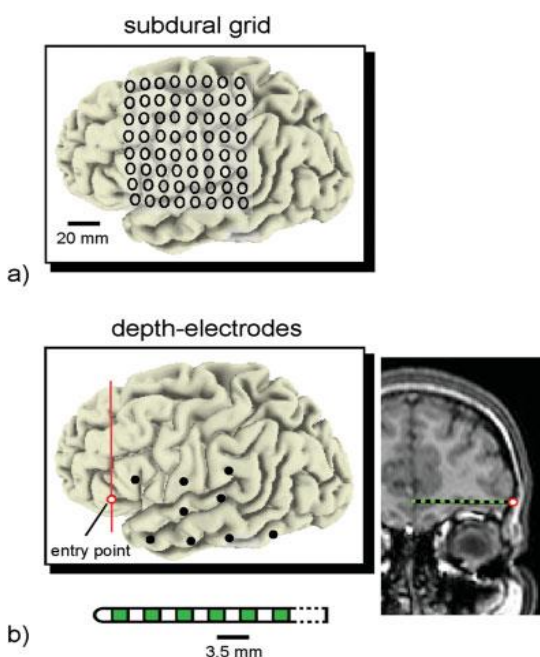 subdural grid
20 mm
a)
depth-electrodes
entry point
b)
3.5 mm